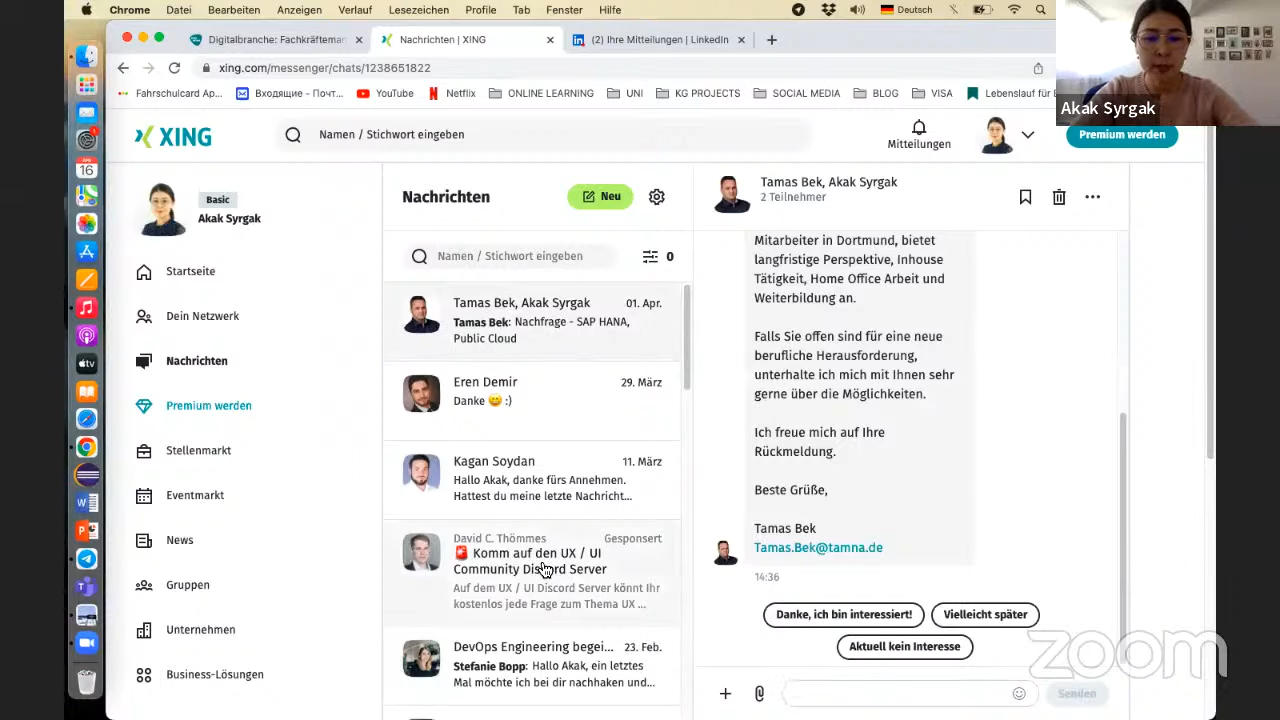 Chrome Datei Bearbeiten Anzeigen Verlauf Lesezeichen Profile Tab Fenster Hilfe Deutsch
Digitalbranche: Fachkräftemar
Nachrichten | XING
(2) Ihre Mitteilungen | LinkedIn
xing.com/messenger/chats/1238651822
Fahrschulcard Ap...
Входящие - Почт...
YouTube
Netflix
ONLINE LEARNING
UNI
KG PROJECTS
SOCIAL MEDIA
BLOG
VISA
Lebenslauf für
Akak Syrgak
XING
Namen / Stichwort eingeben
Mitteilungen
Premium werden
APR
16
Basic
Akak Syrgak
Startseite
Dein Netzwerk
Nachrichten
Premium werden
Stellenmarkt
Eventmarkt
News
Gruppen
Unternehmen
Business-Lösungen
Nachrichten
Neu
Namen / Stichwort eingeben
0
Tamas Bek, Akak Syrgak 01. Apr.
Tamas Bek: Nachfrage - SAP HANA,
Public Cloud
Eren Demir 29. März
Danke 😄 :)
Kagan Soydan 11. März
Hallo Akak, danke fürs Annehmen.
Hattest du meine letzte Nachricht...
David C. Thömmes Gesponsert
🚨 Komm auf den UX / UI
Community Discord Server
Auf dem UX / UI Discord Server könnt Ihr
kostenlos jede Frage zum Thema UX ...
DevOps Engineering begei... 23. Feb.
Stefanie Bopp: Hallo Akak, ein letztes
Mal möchte ich bei dir nachhaken und...
Tamas Bek, Akak Syrgak
2 Teilnehmer
Mitarbeiter in Dortmund, bietet
langfristige Perspektive, Inhouse
Tätigkeit, Home Office Arbeit und
Weiterbildung an.
Falls Sie offen sind für eine neue
berufliche Herausforderung,
unterhalte ich mich mit Ihnen sehr
gerne über die Möglichkeiten.
Ich freue mich auf Ihre
Rückmeldung.
Beste Grüße,
Tamas Bek
Tamas.Bek@tamna.de
14:36
Danke, ich bin interessiert!
Vielleicht später
Aktuell kein Interesse
Senden
zoom